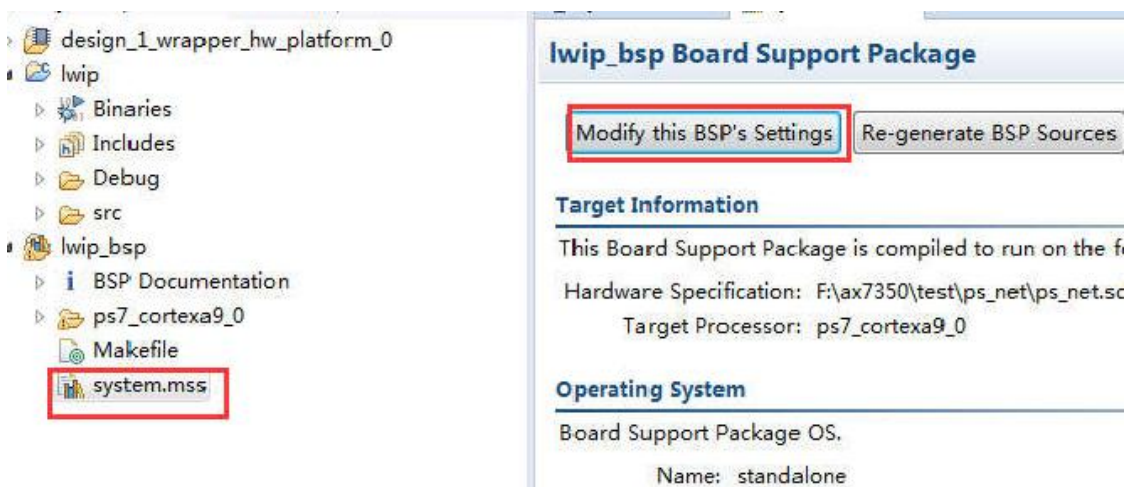 design_1_wrapper_hw_platform_0
lwip
Binaries
Includes
Debug
src
lwip_bsp
BSP Documentation
ps7_cortexa9_0
Makefile
system.mss
lwip_bsp Board Support Package
Modify this BSP's Settings
Re-generate BSP Sources
Target Information
This Board Support Package is compiled to run on the
Hardware Specification: F:\ax7350\test\ps_net\ps_net.
Target Processor: ps7_cortexa9_0
Operating System
Board Support Package OS.
Name: standalone